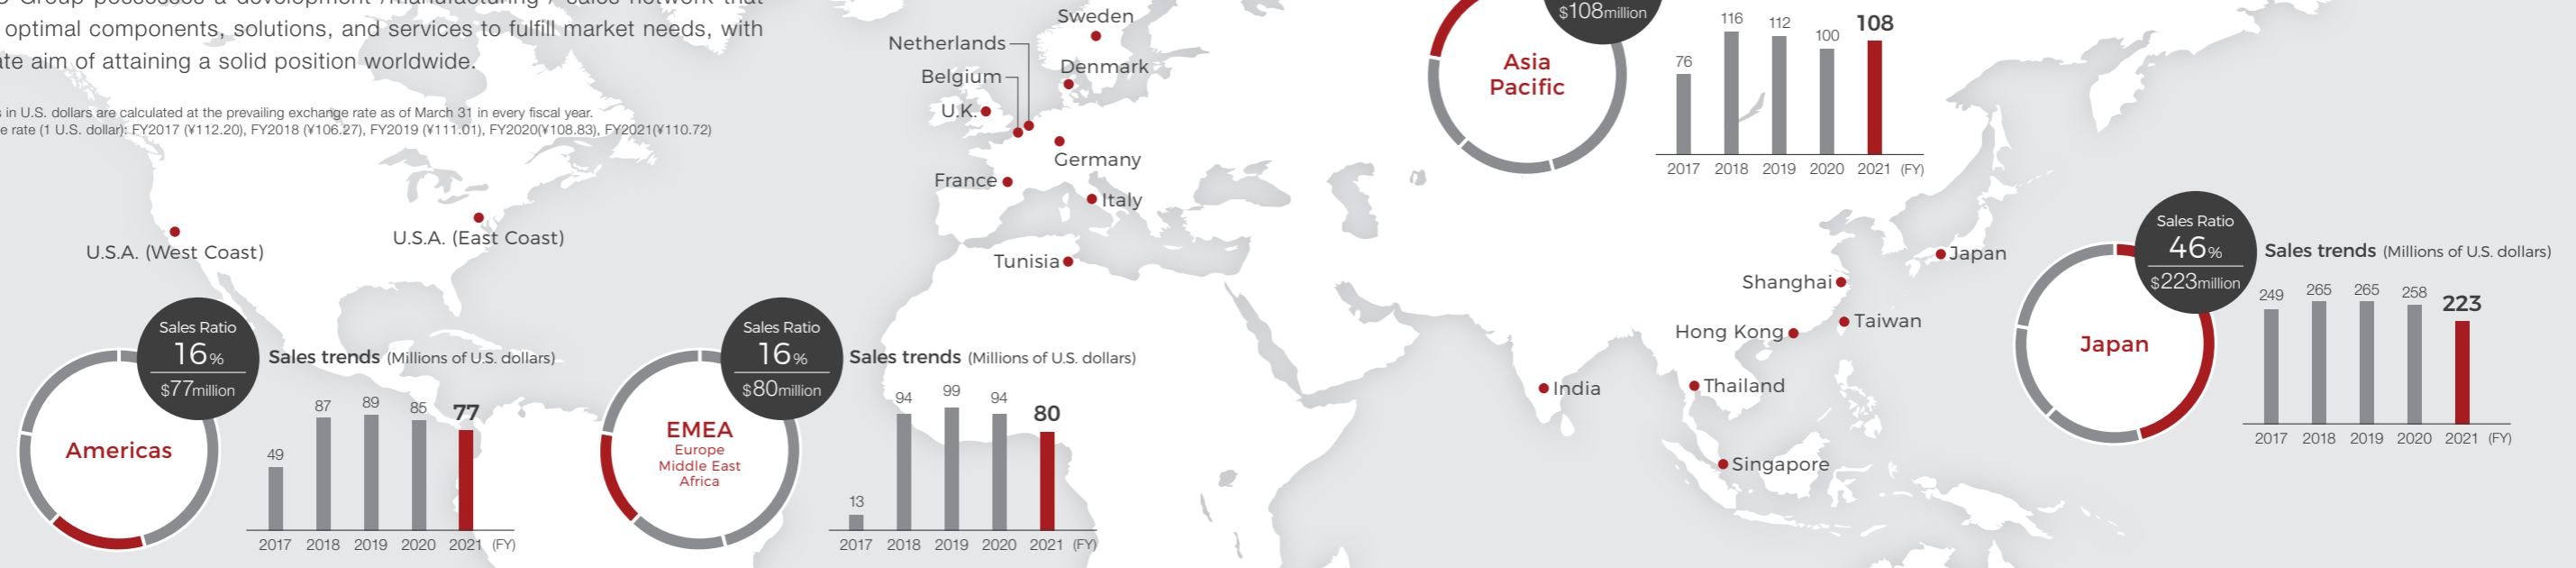 Group possesses a development /manufacturing / sales network that
optimal components, solutions, and services to fulfill market needs, with
aim of attaining a solid position worldwide.
in U.S. dollars are calculated at the prevailing exchange rate as of March 31 in every fiscal year.
rate (1 U.S. dollar): FY2017 (¥112.20), FY2018 (¥106.27), FY2019 (¥111.01), FY2020(¥108.83), FY2021(¥110.72)
Sweden
Netherlands
Denmark
Belgium
U.K.
Germany
France
Italy
Tunisia
U.S.A. (West Coast)
U.S.A. (East Coast)
$108million
Asia
Pacific
76
116
112
100
108
2017 2018 2019 2020 2021 (FY)
Japan
Shanghai
Taiwan
Hong Kong
India
Thailand
Singapore
Sales Ratio
46%
$223million
Japan
Sales trends (Millions of U.S. dollars)
249
265
265
258
223
2017 2018 2019 2020 2021 (FY)
Sales Ratio
16%
$77million
Americas
Sales trends (Millions of U.S. dollars)
49
87
89
85
77
2017 2018 2019 2020 2021 (FY)
Sales Ratio
16%
$80million
EMEA
Europe
Middle East
Africa
Sales trends (Millions of U.S. dollars)
13
94
99
94
80
2017 2018 2019 2020 2021 (FY)